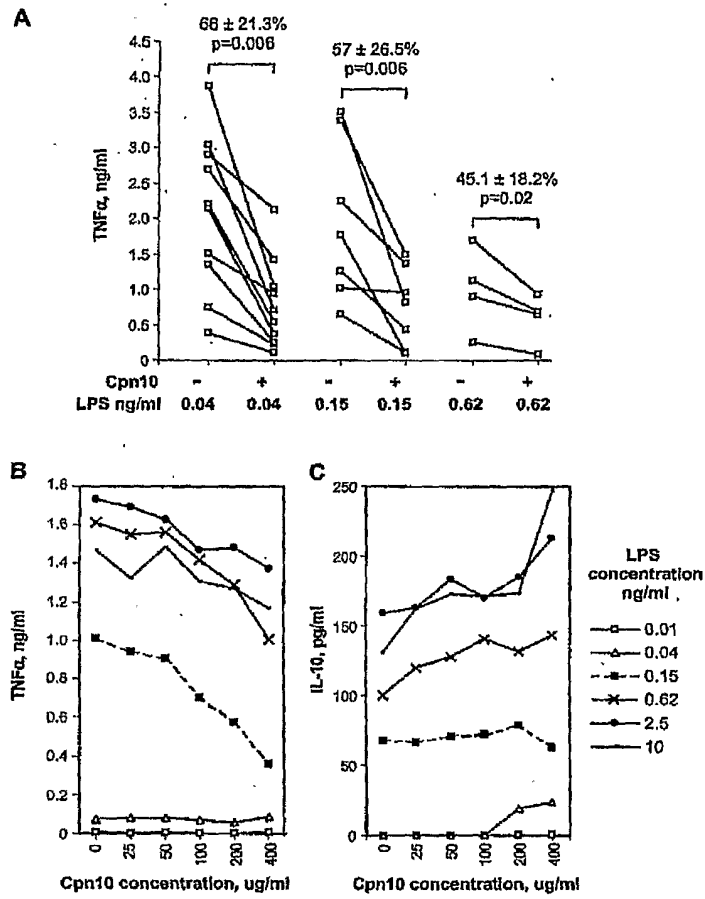 A
66 ± 21.3%
p=0.006
57 ± 26.5%
p=0.006
45.1 ± 18.2%
p=0.02
TNFα, ng/ml
4.5
4.0
3.5
3.0
2.5
2.0
1.5
1.0
0.5
0
Cpn10 - + - + - +
LPS ng/ml 0.04 0.04 0.15 0.15 0.62 0.62
B
TNFα, ng/ml
1.8
1.6
1.4
1.2
1.0
0.8
0.6
0.4
0.2
0
0 25 50 100 200 400
Cpn10 concentration, ug/ml
C
IL-10, pg/ml
250
200
150
100
50
0
0 25 50 100 200 400
Cpn10 concentration, ug/ml
LPS
concentration
ng/ml
0.01
0.04
0.15
0.62
2.5
10